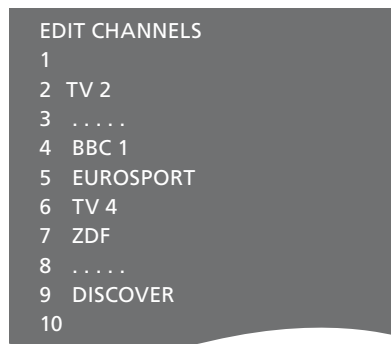 EDIT CHANNELS
1
2 TV 2
3 . . . . .
4 BBC 1
5 EUROSPORT
6 TV 4
7 ZDF
8 . . . . .
9 DISCOVER
10